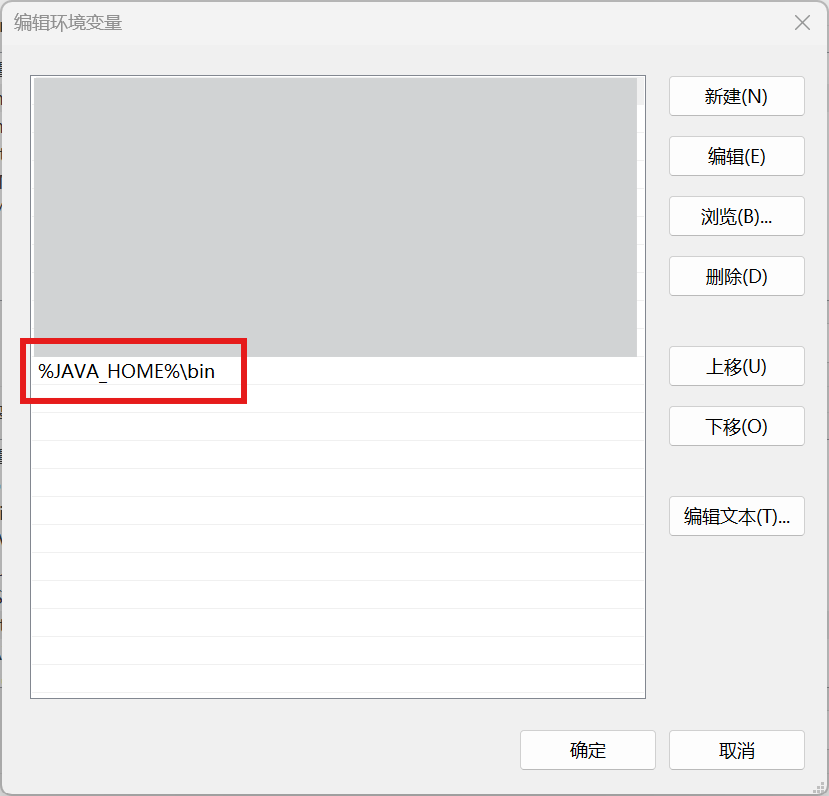 编辑环境变量
新建(N)
编辑(E)
浏览(B)...
删除(D)
%JAVA_HOME%\bin
上移(U)
下移(O)
编辑文本(T)...
确定
取消